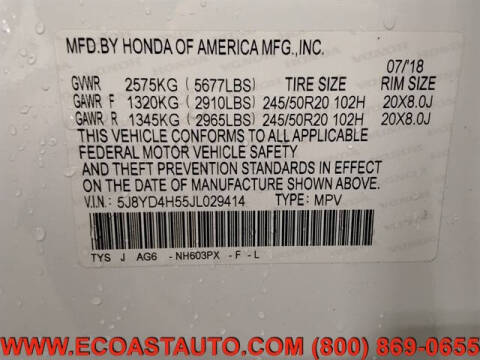 MFD.BY HONDA OF AMERICA MFG.,INC.
07/'18
GVWR 2575KG (5677LBS) TIRE SIZE RIM SIZE
GAWR F 1320KG (2910LBS) 245/50R20 102H 20X8.0J
GAWR R 1345KG (2965LBS) 245/50R20 102H 20X8.0J
THIS VEHICLE CONFORMS TO ALL APPLICABLE
FEDERAL MOTOR VEHICLE SAFETY
AND THEFT PREVENTION STANDARDS IN EFFECT
ON THE DATE OF MANUFACTURE SHOWN ABOVE.
V.I.N.: 5J8YD4H55JL029414 TYPE: MPV
TYS J AG6 -NH603PX -F -L
WWW.ECOASTAUTO.COM (800) 869-0655